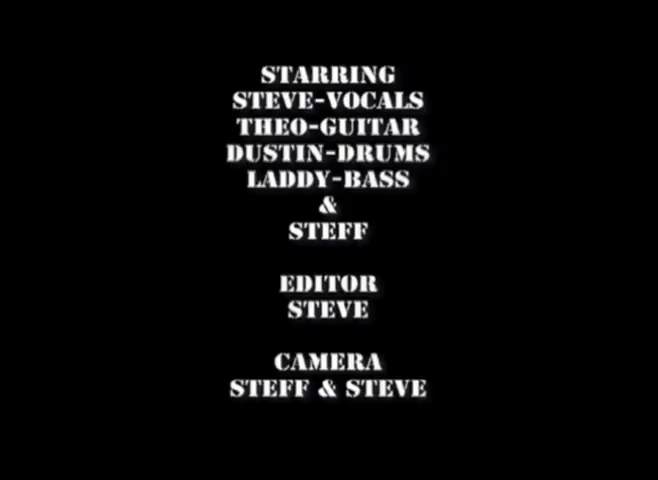 STARRING
STEVE-VOCALS
THEO-GUITAR
DUSTIN-DRUMS
LADDY-BASS
&
STEFF
EDITOR
STEVE
CAMERA
STEFF & STEVE